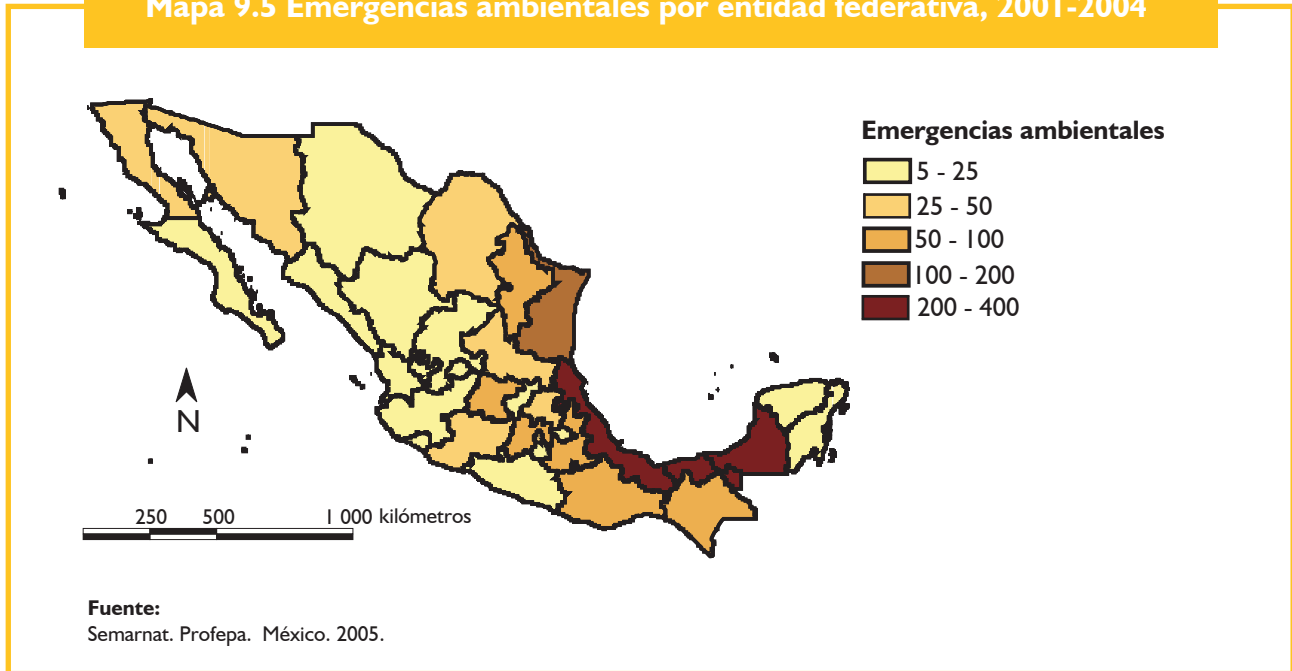 Mapa 9.5 Emergencias ambientales por entidad federativa, 2001-2004
Emergencias ambientales
5 - 25
25 - 50
50 - 100
100 - 200
200 - 400
N
250 500 1 000 kilómetros
Fuente:
Semarnat. Profepa. México. 2005.